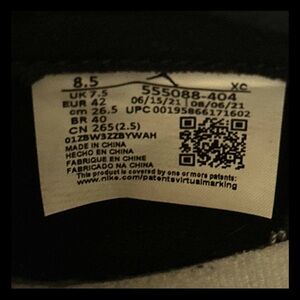 8.5 XC
UK 7.5 555088-404
EUR 42 06/15/21 08/06/21
cm 26.5 UPC 00195866171602
BR 40
CN 265(2.5)
01ZBW3ZZBYWAH
MADE IN CHINA
HECHO EN CHINA
FABRIQUE EN CHINE
FABRICADO NA CHINA
This product is covered by one or more patents:
www.nike.com/patentsvirtualmarking